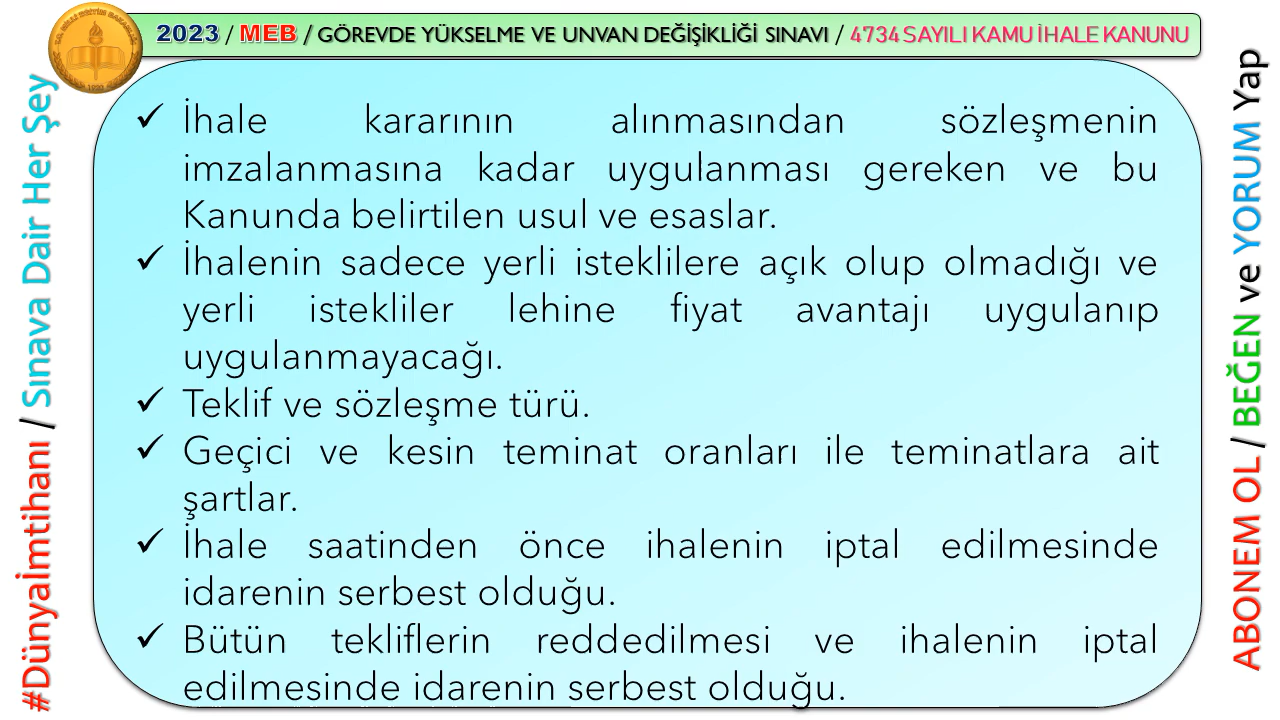 2023 / MEB / GÖREVDE YÜKSELME VE UNVAN DEĞİŞİKLİĞİ SINAVI / 4734 SAYILI KAMU İHALE KANUNU
#Dünyaİmtihanı / Sınava Dair Her Şey
✓ İhale kararının alınmasından sözleşmenin
imzalanmasına kadar uygulanması gereken ve bu
Kanunda belirtilen usul ve esaslar.
✓ İhalenin sadece yerli isteklilere açık olup olmadığı ve
yerli istekliler lehine fiyat avantajı uygulanıp
uygulanmayacağı.
✓ Teklif ve sözleşme türü.
✓ Geçici ve kesin teminat oranları ile teminatlara ait
şartlar.
✓ İhale saatinden önce ihalenin iptal edilmesinde
idarenin serbest olduğu.
✓ Bütün tekliflerin reddedilmesi ve ihalenin iptal
edilmesinde idarenin serbest olduğu.
ABONEM OL / BEĞEN ve YORUM Yap